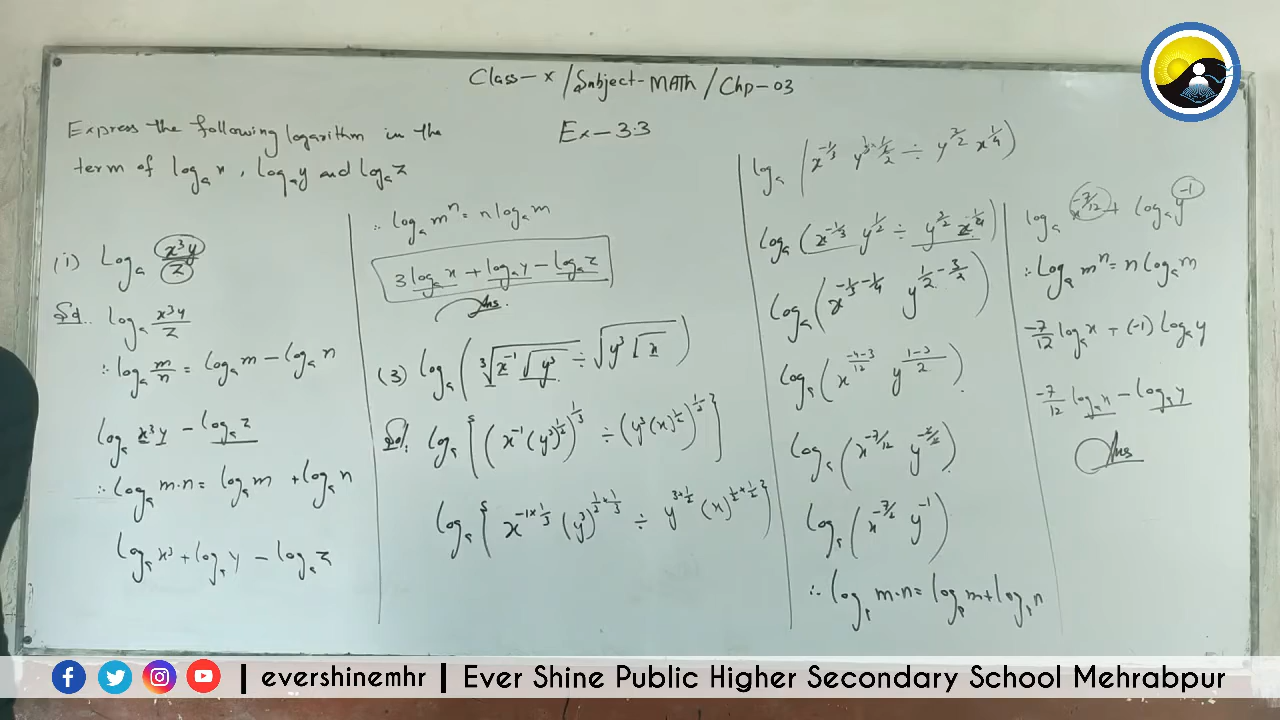 Class-X / Subject-MATH / Chp-03
Ex-3.3
Express the following logarithm in the
term of logₐ x, logₐ y and logₐ z
(i) Logₐ x³y/z
Sol. logₐ x³y/z
∴ logₐ m/n = logₐ m − logₐ n
logₐ x³y − logₐ z
∴ logₐ m·n = logₐ m + logₐ n
logₐ x³ + logₐ y − logₐ z
∴ logₐ mⁿ = n logₐ m
3 logₐ x + logₐ y − logₐ z
Ans.
(3) logₐ (∛(x⁻¹ √y³) ÷ √(y³ √x))
Sol. logₐ {(x⁻¹ (y³)^½)^⅓ ÷ (y³ (x)^½)^½}
logₐ {x^(-1×1/3) (y³)^(1/2×1/3) ÷ y^(3×1/2) (x)^(1/2×1/2)}
logₐ (x^(-1/3) y^(3×1/2) ÷ y^(3/2) x^(1/4))
logₐ (x^(-1/3) y^(1/2) ÷ y^(3/2) x^(-1/4))
logₐ (x^(-1/3-1/4) y^(1/2-3/2))
logₐ (x^((-4-3)/12) y^((1-3)/2))
logₐ (x^(-7/12) y^(-2/2))
logₐ (x^(-7/12) y⁻¹)
∴ logₐ m·n = logₐ m + logₐ n
logₐ x^(-7/12) + logₐ y⁻¹
∴ logₐ mⁿ = n logₐ m
-7/12 logₐ x + (-1) logₐ y
-7/12 logₐ x − logₐ y
Ans
| evershinemhr | Ever Shine Public Higher Secondary School Mehrabpur